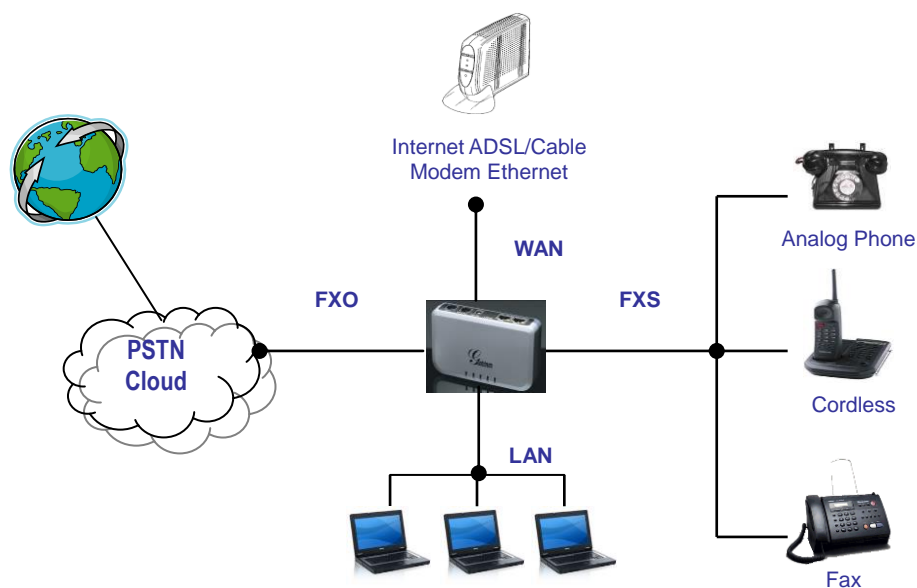 Internet ADSL/Cable
Modem Ethernet
WAN
FXO
FXS
Analog Phone
PSTN
Cloud
Cordless
LAN
Fax